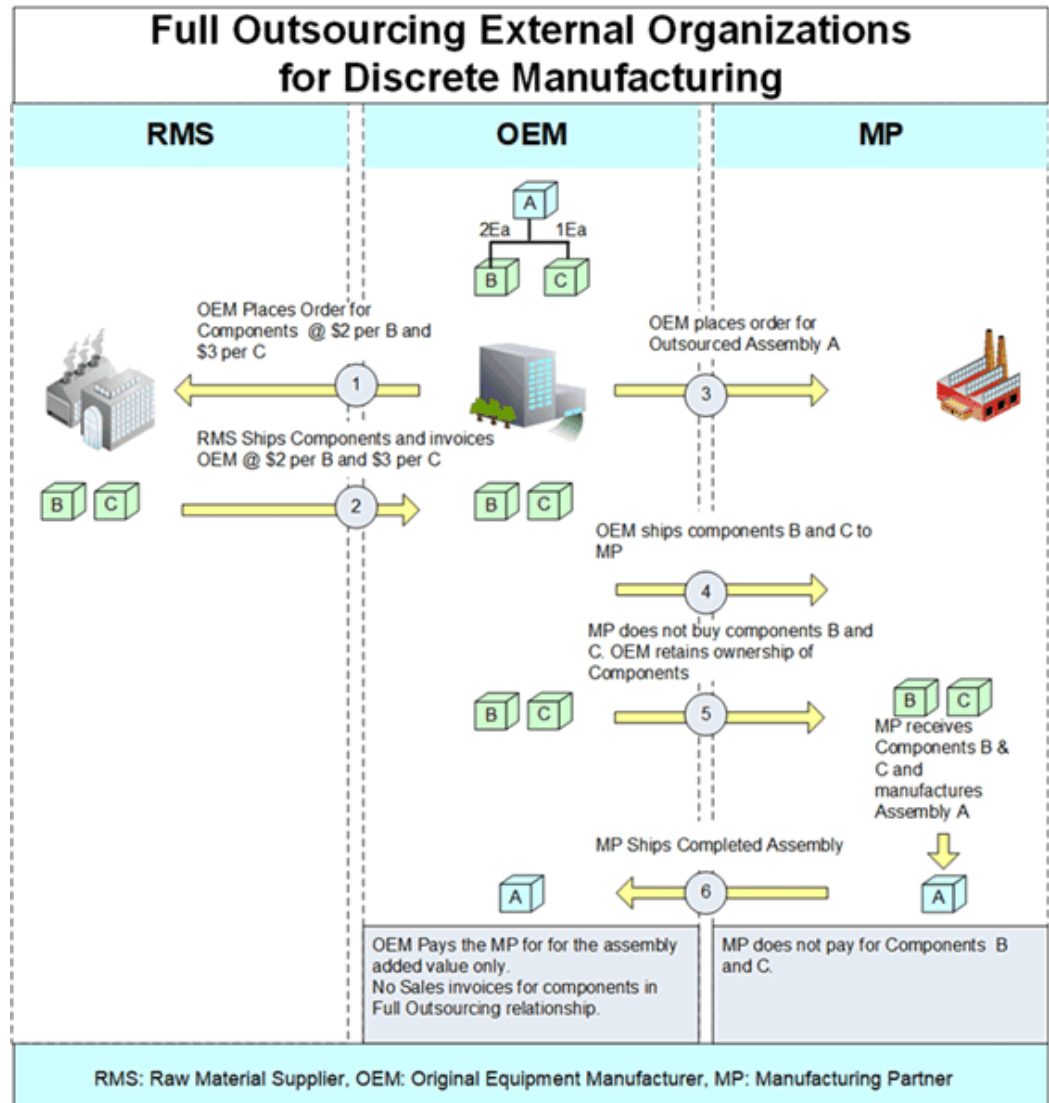 Full Outsourcing External Organizations
for Discrete Manufacturing
RMS
OEM
MP
A
2Ea
1Ea
B
C
OEM Places Order for
Components @ $2 per B and
$3 per C
1
OEM places order for
Outsourced Assembly A
3
RMS Ships Components and invoices
OEM @ $2 per B and $3 per C
B
C
2
B
C
OEM ships components B and C to
MP
4
MP does not buy components B and
C. OEM retains ownership of
Components
B
C
5
B
C
MP receives
Components B &
C and
manufactures
Assembly A
MP Ships Completed Assembly
A
6
A
OEM Pays the MP for for the assembly
added value only.
No Sales invoices for components in
Full Outsourcing relationship.
MP does not pay for Components B
and C.
RMS: Raw Material Supplier, OEM: Original Equipment Manufacturer, MP: Manufacturing Partner